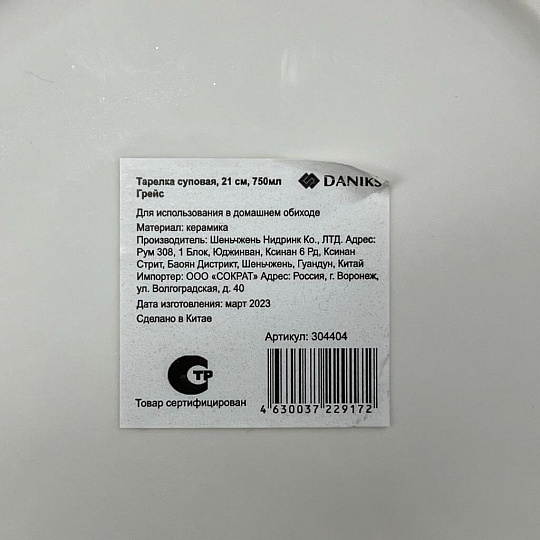 Тарелка суповая, 21 см, 750мл
Грейс
DANIKS
Для использования в домашнем обиходе
Материал: керамика
Производитель: Шеньчжень Нидринк Ко., ЛТД. Адрес:
Рум 308, 1 Блок, Юджинван, Ксинан 6 Рд, Ксинан
Стрит, Баоян Дистрикт, Шеньчжень, Гуандун, Китай
Импортер: ООО «СОКРАТ» Адрес: Россия, г. Воронеж,
ул. Волгоградская, д. 40
Дата изготовления: март 2023
Сделано в Китае
Артикул: 304404
ТР
Товар сертифицирован
4 630037 229172